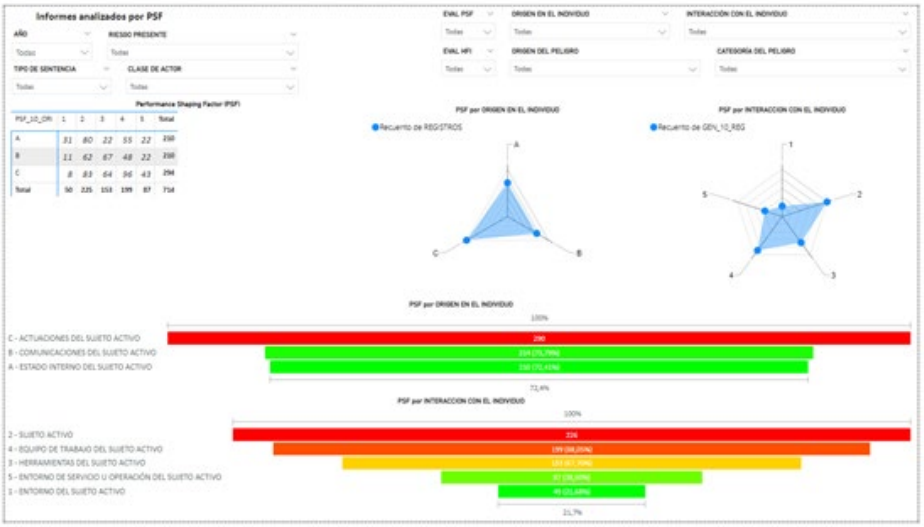 Informes analizados por PSF
AÑO
RIESGO PRESENTE
Todas
Todas
TIPO DE SENTENCIA
CLASE DE ACTOR
Todas
Todas
EVAL PSF
ORIGEN EN EL INDIVIDUO
INTERACCIÓN CON EL INDIVIDUO
Todas
Todas
Todas
EVAL HFI
ORIGEN DEL PELIGRO
CATEGORÍA DEL PELIGRO
Todas
Todas
Todas
Performance Shaping Factor (PSF)
PSF_10_ORI 1 2 3 4 5 Total
A 31 80 22 55 22 210
B 11 62 67 48 22 210
C 8 83 64 96 43 294
Total 50 225 153 199 87 714
PSF por ORIGEN EN EL INDIVIDUO
Recuento de REGISTROS
A
B
C
PSF por INTERACCION CON EL INDIVIDUO
Recuento de GEN_10_REG
1
2
3
4
5
PSF por ORIGEN EN EL INDIVIDUO
100%
C - ACTUACIONES DEL SUJETO ACTIVO
B - COMUNICACIONES DEL SUJETO ACTIVO
A - ESTADO INTERNO DEL SUJETO ACTIVO
72,4%
PSF por INTERACCION CON EL INDIVIDUO
100%
2 - SUJETO ACTIVO 226
4 - EQUIPO DE TRABAJO DEL SUJETO ACTIVO
3 - HERRAMIENTAS DEL SUJETO ACTIVO
5 - ENTORNO DE SERVICIO U OPERACIÓN DEL SUJETO ACTIVO
1 - ENTORNO DEL SUJETO ACTIVO
21,7%